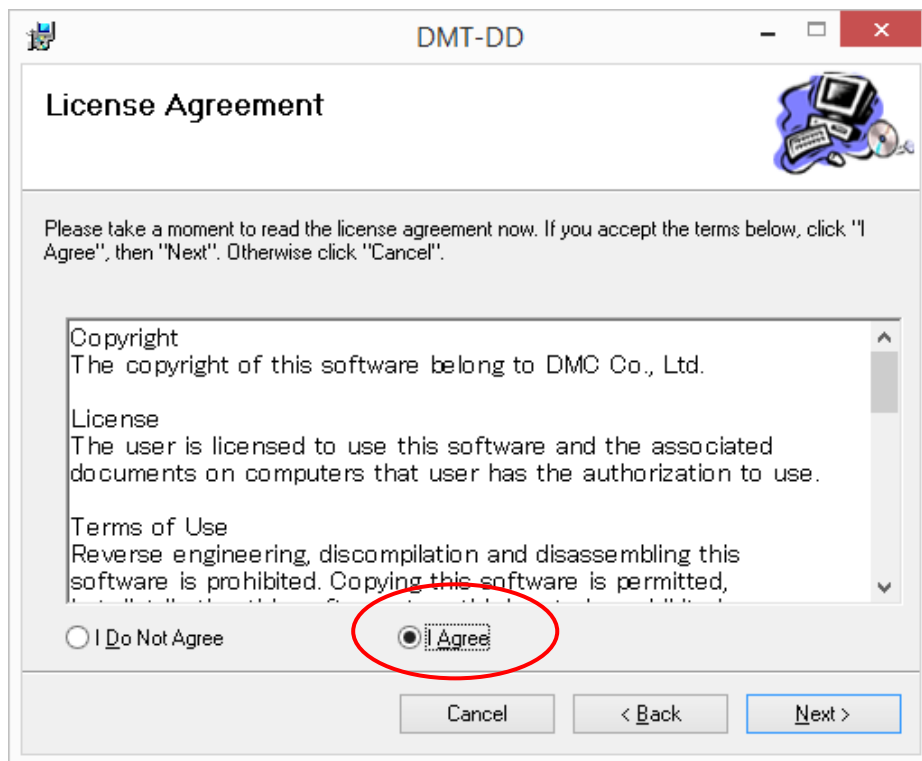 DMT-DD
License Agreement
Please take a moment to read the license agreement now. If you accept the terms below, click "I
Agree", then "Next". Otherwise click "Cancel".
Copyright
The copyright of this software belong to DMC Co., Ltd.
License
The user is licensed to use this software and the associated
documents on computers that user has the authorization to use.
Terms of Use
Reverse engineering, discompilation and disassembling this
software is prohibited. Copying this software is permitted,
I Do Not Agree
I Agree
Cancel
< Back
Next >